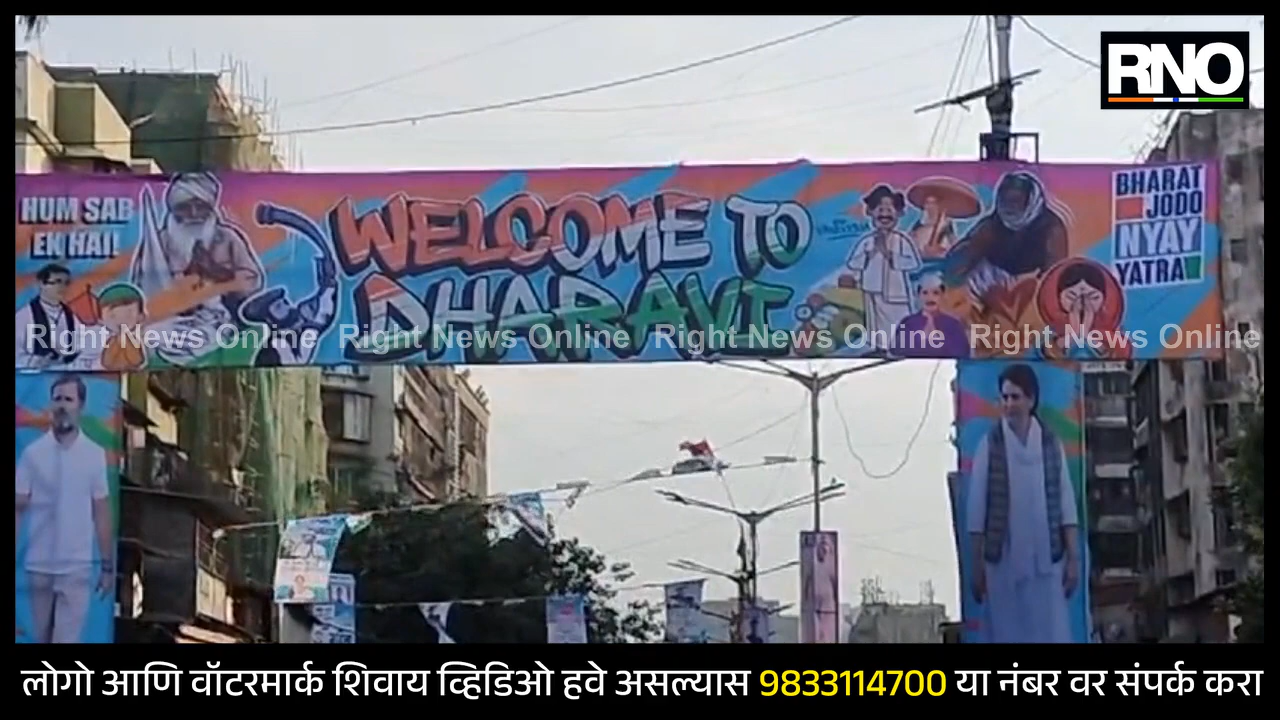 RNO
HUM SAB
EK HAI!
WELCOME TO
DHARAVI
BHARAT
JODO
NYAY
YATRA
Right News Online Right News Online Right News Online Right News Online
लोगो आणि वॉटरमार्क शिवाय व्हिडिओ हवे असल्यास 9833114700 या नंबर वर संपर्क करा